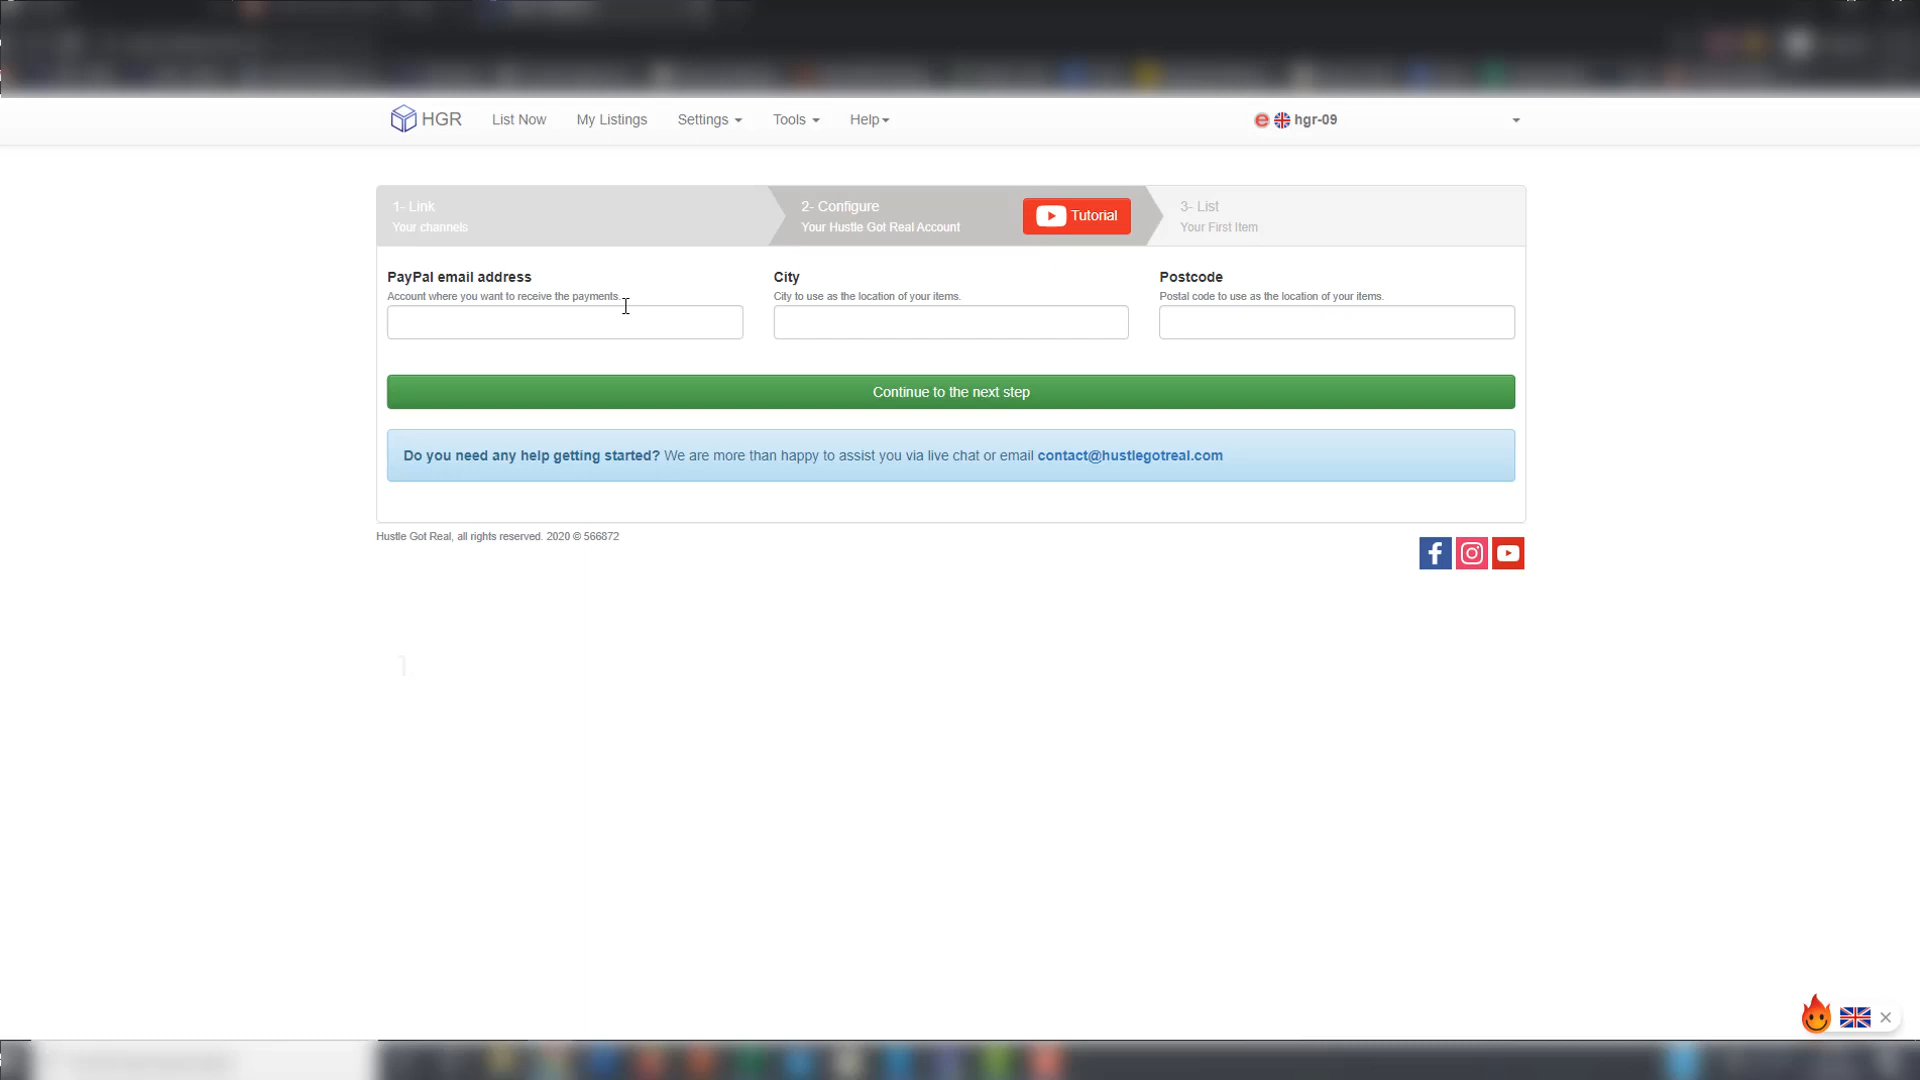 HGR List Now My Listings Settings Tools Help hgr-09
1- Link
Your channels
2- Configure
Your Hustle Got Real Account
Tutorial
3- List
Your First Item
PayPal email address
Account where you want to receive the payments.
City
City to use as the location of your items.
Postcode
Postal code to use as the location of your items.
Continue to the next step
Do you need any help getting started? We are more than happy to assist you via live chat or email contact@hustlegotreal.com
Hustle Got Real, all rights reserved. 2020 © 566872
1